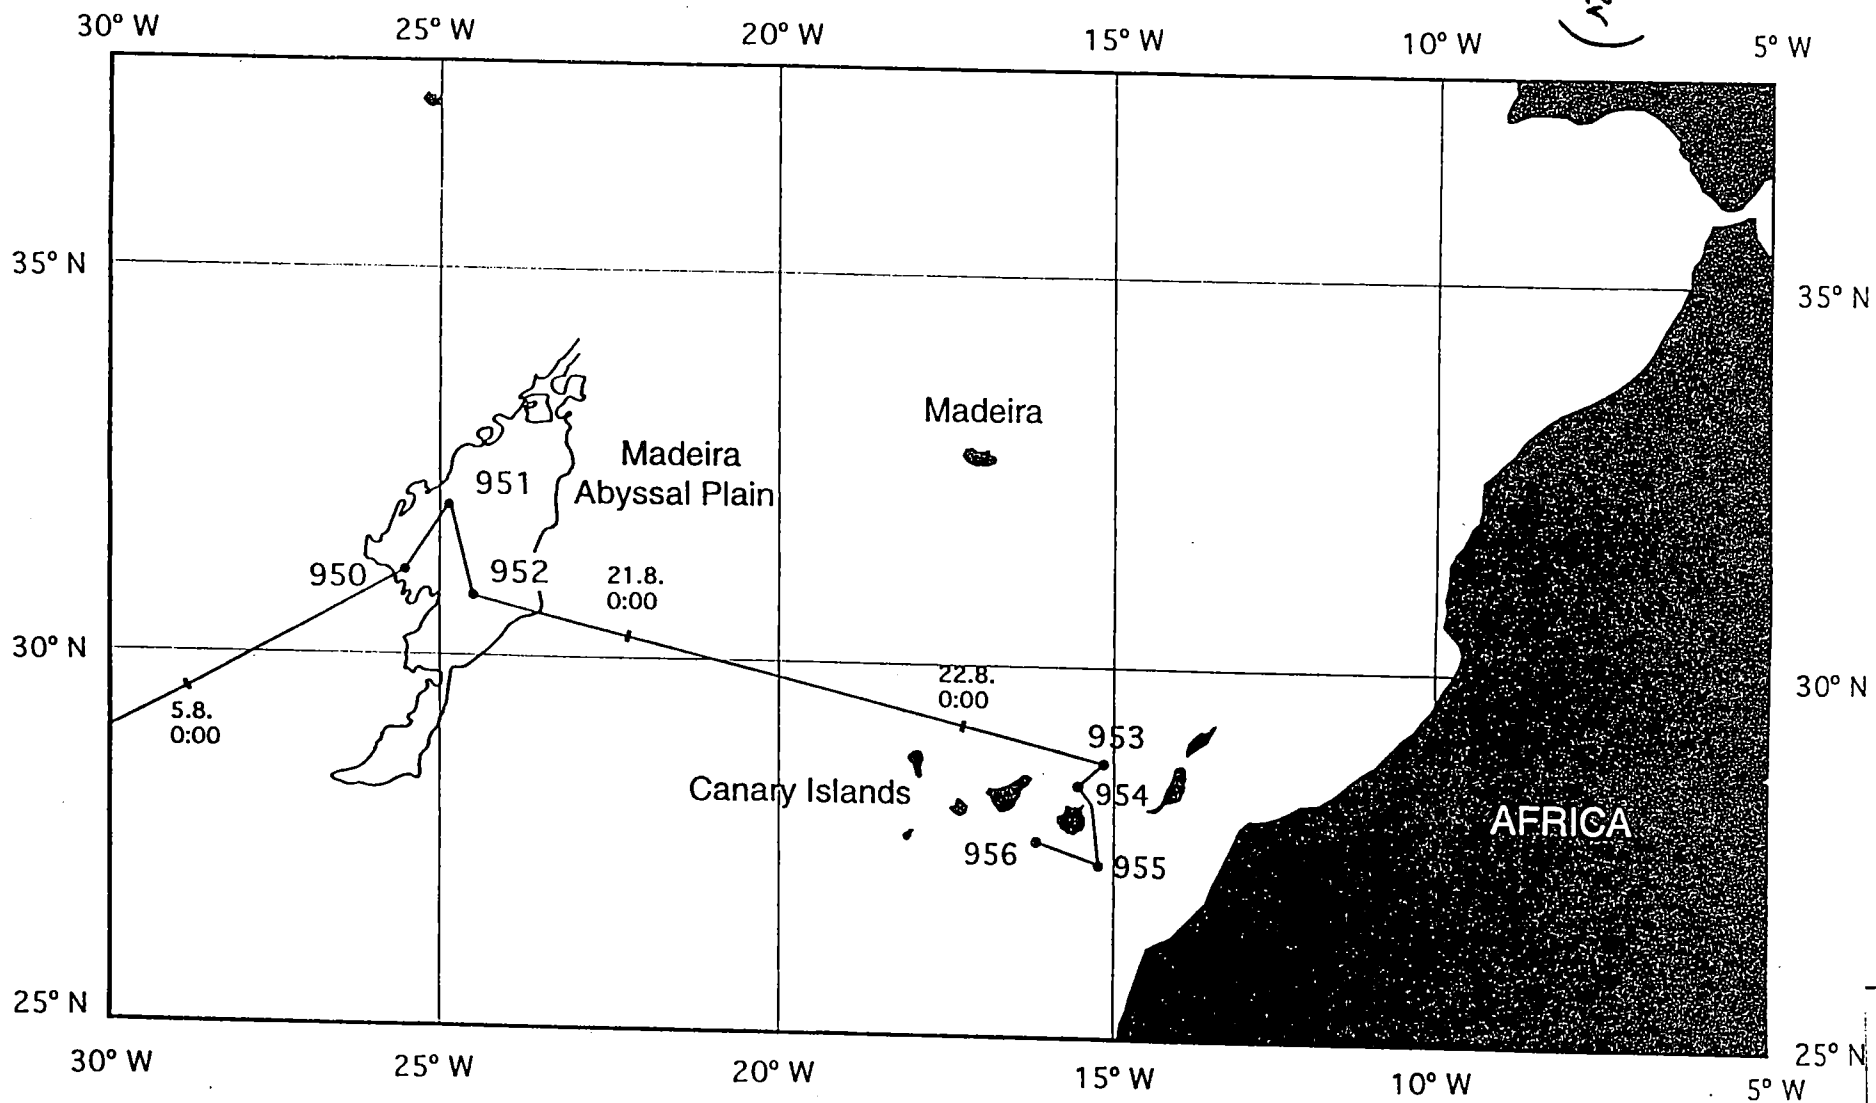 30° W
25° W
20° W
15° W
10° W
5° W
35° N
35° N
Madeira
Madeira
Abyssal Plain
951
950
952
21.8.
0:00
30° N
30° N
22.8.
0:00
5.8.
0:00
953
Canary Islands
954
AFRICA
956
955
25° N
25° N
30° W
25° W
20° W
15° W
10° W
5° W